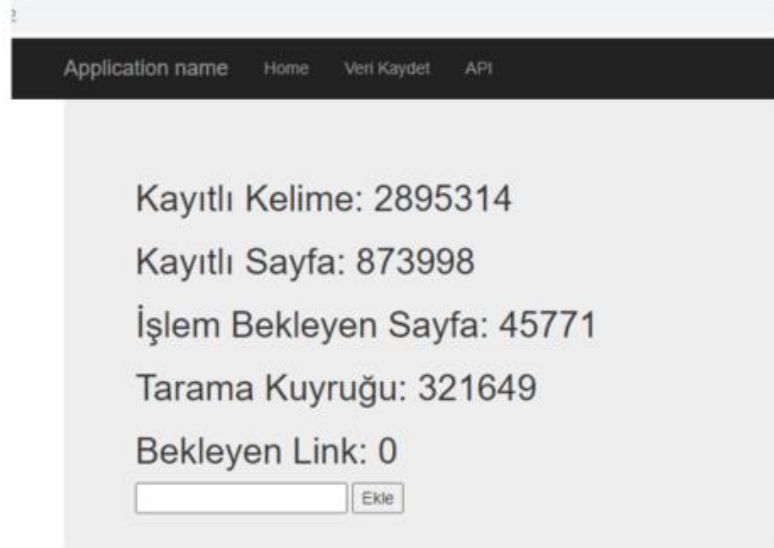 Application name Home Veri Kaydet API
Kayıtlı Kelime: 2895314
Kayıtlı Sayfa: 873998
İşlem Bekleyen Sayfa: 45771
Tarama Kuyruğu: 321649
Bekleyen Link: 0
Ekle